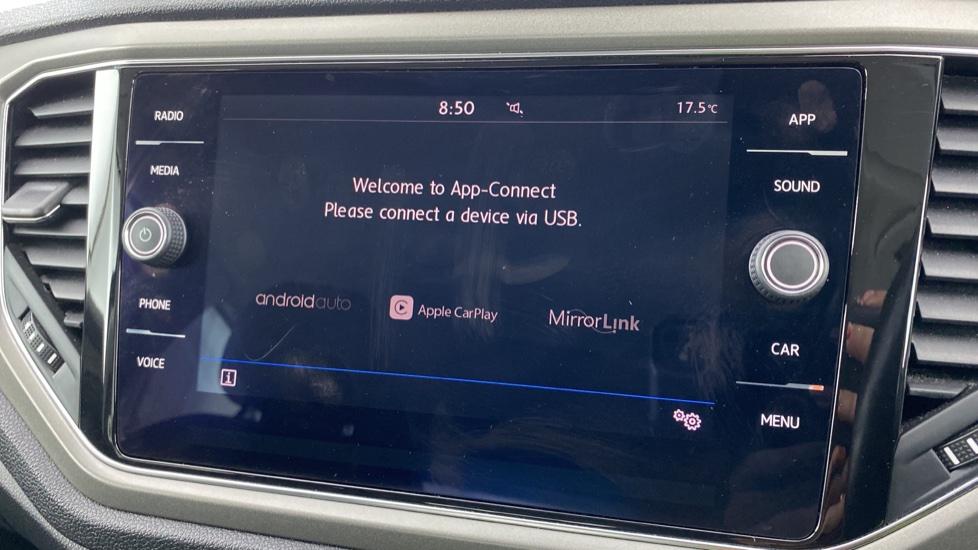 8:50
17.5°C
RADIO
MEDIA
PHONE
VOICE
Welcome to App-Connect
Please connect a device via USB.
androidauto
Apple CarPlay
MirrorLink
i
APP
SOUND
CAR
MENU